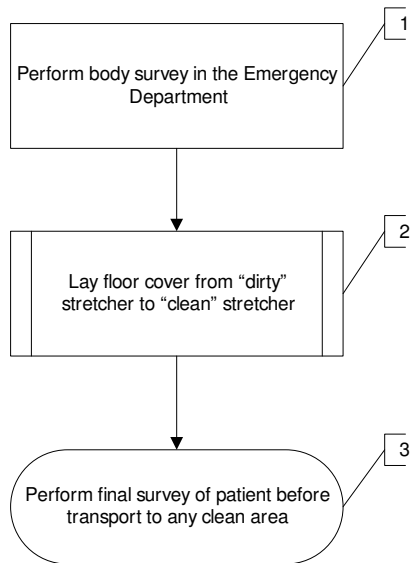 1
Perform body survey in the Emergency
Department
2
Lay floor cover from “dirty”
stretcher to “clean” stretcher
3
Perform final survey of patient before
transport to any clean area